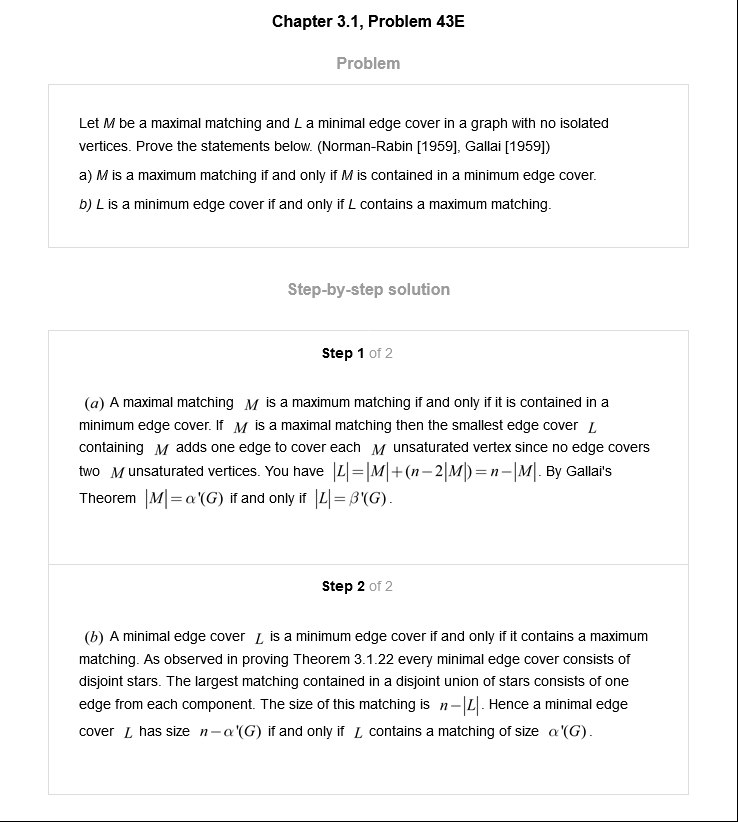 Chapter 3.1, Problem 43E
Problem
Let M be a maximal matching and L a minimal edge cover in a graph with no isolated
vertices. Prove the statements below. (Norman-Rabin [1959], Gallai [1959])
a) M is a maximum matching if and only if M is contained in a minimum edge cover.
b) L is a minimum edge cover if and only if L contains a maximum matching.
Step-by-step solution
Step 1 of 2
(a) A maximal matching M is a maximum matching if and only if it is contained in a
minimum edge cover. If M is a maximal matching then the smallest edge cover L
containing M adds one edge to cover each M unsaturated vertex since no edge covers
two M unsaturated vertices. You have |L|=|M|+(n−2|M|)=n−|M|. By Gallai's
Theorem |M|=α'(G) if and only if |L|=β'(G).
Step 2 of 2
(b) A minimal edge cover L is a minimum edge cover if and only if it contains a maximum
matching. As observed in proving Theorem 3.1.22 every minimal edge cover consists of
disjoint stars. The largest matching contained in a disjoint union of stars consists of one
edge from each component. The size of this matching is n−|L|. Hence a minimal edge
cover L has size n−α'(G) if and only if L contains a matching of size α'(G).